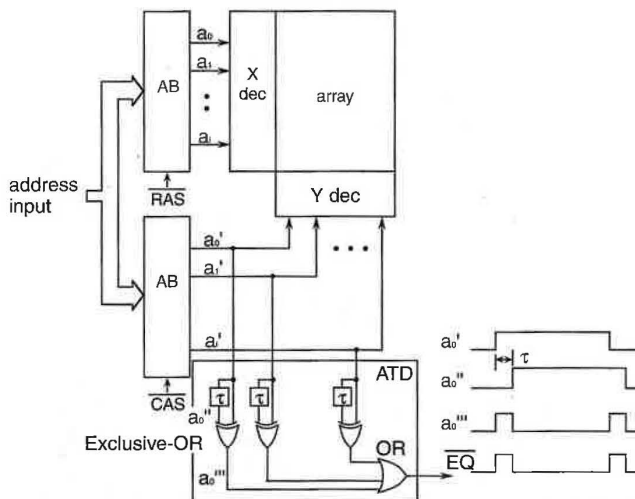 a₀
a₁
aᵢ
AB
X
dec
array
address
input
RAS
Y dec
a₀'
a₁'
AB
aᵢ'
CAS
ATD
τ
τ
τ
a₀''
Exclusive-OR
a₀'''
OR
EQ
a₀'
τ
a₀''
a₀'''